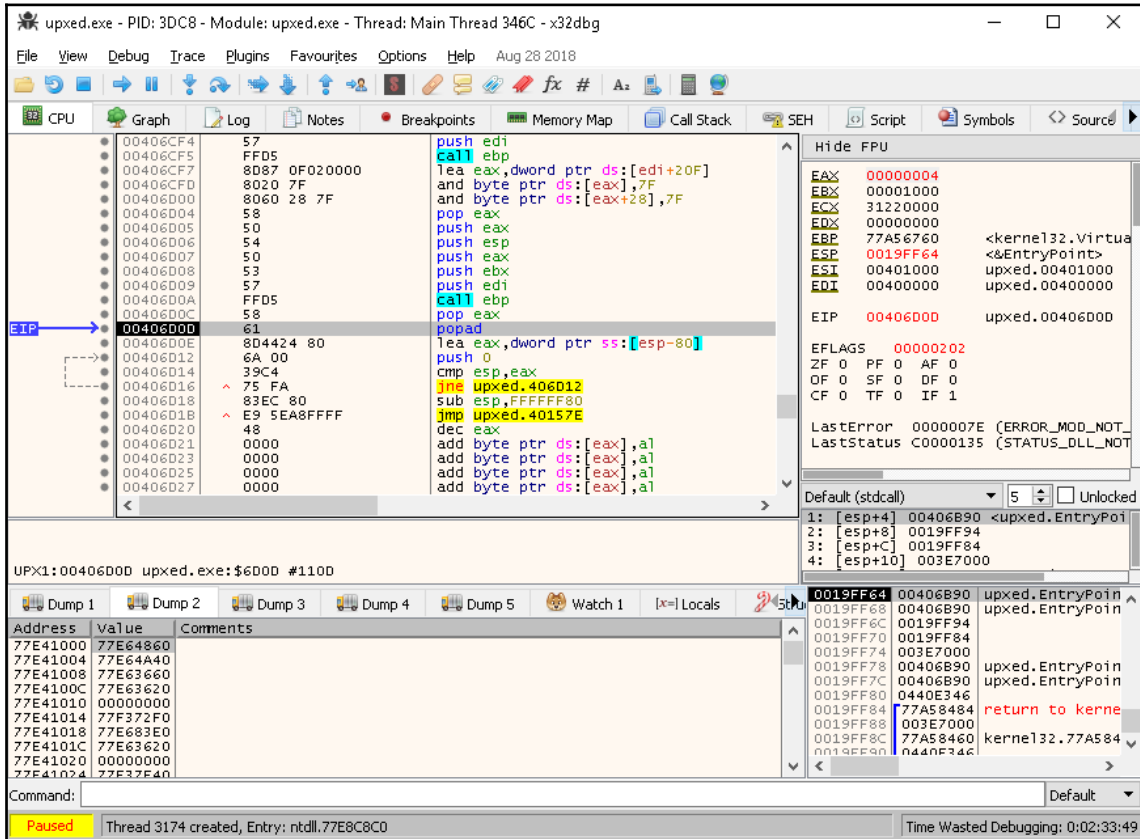 upxed.exe - PID: 3DC8 - Module: upxed.exe - Thread: Main Thread 346C - x32dbg
File View Debug Trace Plugins Favourites Options Help Aug 28 2018
CPU Graph Log Notes Breakpoints Memory Map Call Stack SEH Script Symbols Source
00406CF4 57 push edi
00406CF5 FFD5 call ebp
00406CF7 8D87 0F020000 lea eax,dword ptr ds:[edi+20F]
00406CFD 8020 7F and byte ptr ds:[eax],7F
00406D00 8060 28 7F and byte ptr ds:[eax+28],7F
00406D04 58 pop eax
00406D05 50 push eax
00406D06 54 push esp
00406D07 50 push eax
00406D08 53 push ebx
00406D09 57 push edi
00406D0A FFD5 call ebp
00406D0C 58 pop eax
EIP 00406D0D 61 popad
00406D0E 8D4424 80 lea eax,dword ptr ss:[esp-80]
00406D12 6A 00 push 0
00406D14 39C4 cmp esp,eax
00406D16 ^ 75 FA jne upxed.406D12
00406D18 83EC 80 sub esp,FFFFFF80
00406D1B ^ E9 5EA8FFFF jmp upxed.40157E
00406D20 48 dec eax
00406D21 0000 add byte ptr ds:[eax],al
00406D23 0000 add byte ptr ds:[eax],al
00406D25 0000 add byte ptr ds:[eax],al
00406D27 0000 add byte ptr ds:[eax],al
Hide FPU
EAX 00000004
EBX 00001000
ECX 31220000
EDX 00000000
EBP 77A56760 <kernel32.Virtua
ESP 0019FF64 <&EntryPoint>
ESI 00401000 upxed.00401000
EDI 00400000 upxed.00400000
EIP 00406D0D upxed.00406D0D
EFLAGS 00000202
ZF 0 PF 0 AF 0
OF 0 SF 0 DF 0
CF 0 TF 0 IF 1
LastError 0000007E (ERROR_MOD_NOT_
LastStatus C0000135 (STATUS_DLL_NOT
Default (stdcall) 5 Unlocked
1: [esp+4] 00406B90 <upxed.EntryPoi
2: [esp+8] 0019FF94
3: [esp+C] 0019FF84
4: [esp+10] 003E7000
UPX1:00406D0D upxed.exe:$6D0D #110D
Dump 1 Dump 2 Dump 3 Dump 4 Dump 5 Watch 1 [x=] Locals
Address Value Comments
77E41000 77E64860
77E41004 77E64A40
77E41008 77E63660
77E4100C 77E63620
77E41010 00000000
77E41014 77F372F0
77E41018 77E683E0
77E4101C 77E63620
77E41020 00000000
77E41024 77E37E40
0019FF64 00406B90 upxed.EntryPoin
0019FF68 00406B90 upxed.EntryPoin
0019FF6C 0019FF94
0019FF70 0019FF84
0019FF74 003E7000
0019FF78 00406B90 upxed.EntryPoin
0019FF7C 00406B90 upxed.EntryPoin
0019FF80 0440E346
0019FF84 77A58484 return to kerne
0019FF88 003E7000
0019FF8C 77A58460 kernel32.77A584
0019FF90 0440E346
Command: Default
Paused Thread 3174 created, Entry: ntdll.77E8C8C0 Time Wasted Debugging: 0:02:33:49